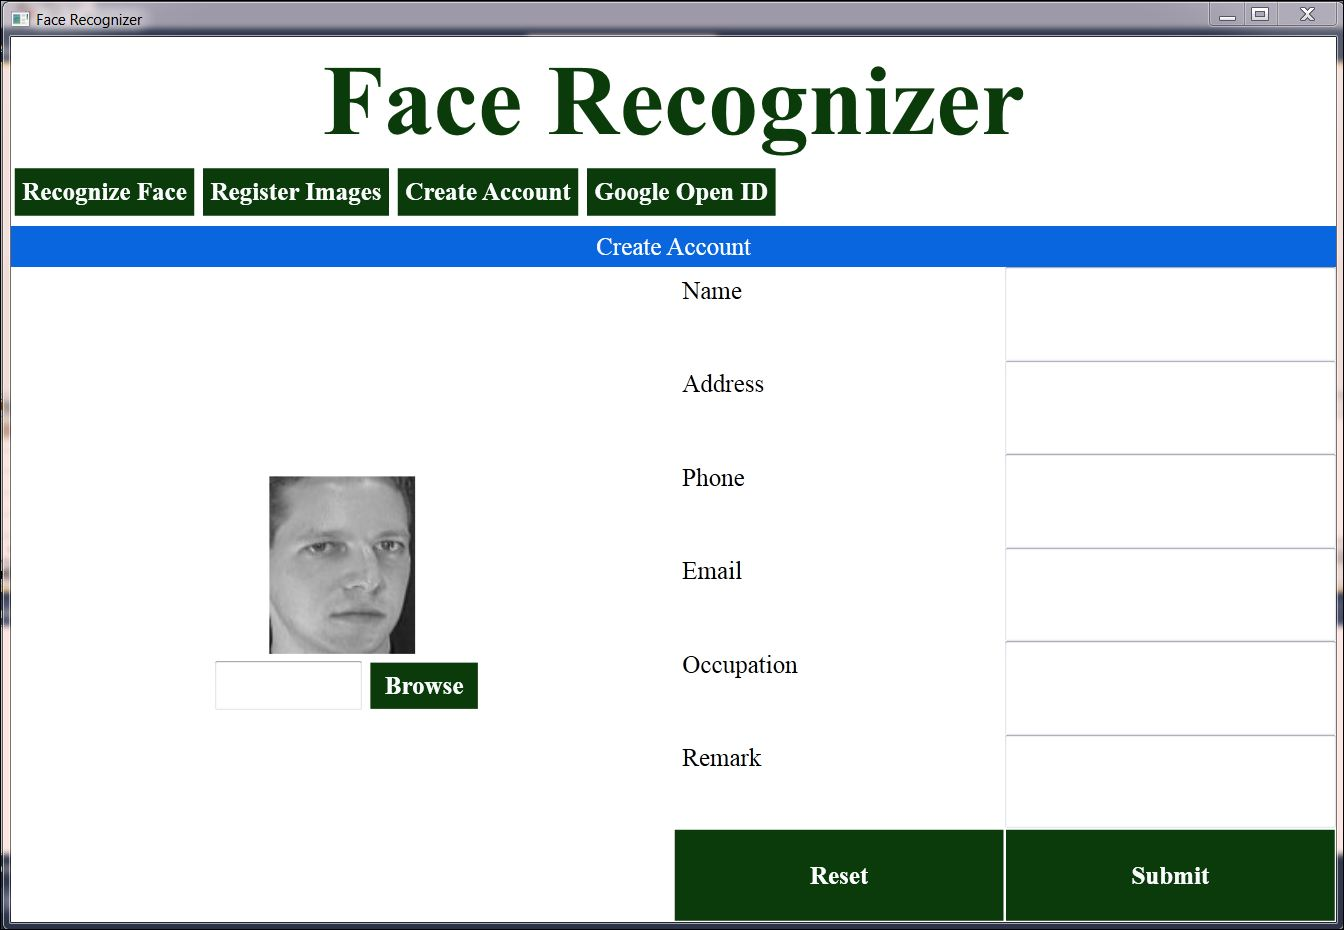 Face Recognizer
Face Recognizer
Recognize Face Register Images Create Account Google Open ID
Create Account
Name
Address
Phone
Email
Occupation
Remark
Browse
Reset Submit